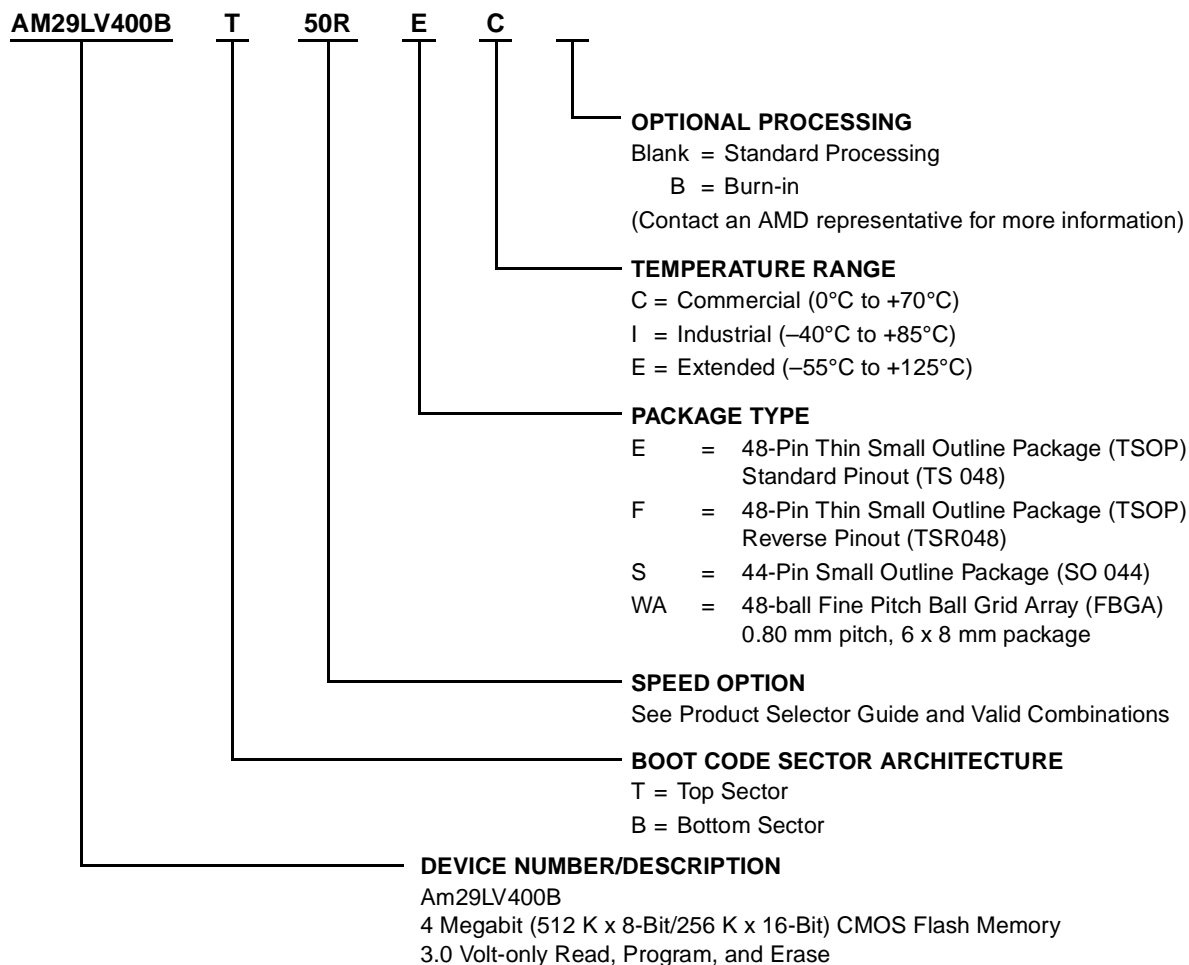 AM29LV400B T 50R E C
OPTIONAL PROCESSING
Blank = Standard Processing
B = Burn-in
(Contact an AMD representative for more information)
TEMPERATURE RANGE
C = Commercial (0°C to +70°C)
I = Industrial (–40°C to +85°C)
E = Extended (–55°C to +125°C)
PACKAGE TYPE
E = 48-Pin Thin Small Outline Package (TSOP)
Standard Pinout (TS 048)
F = 48-Pin Thin Small Outline Package (TSOP)
Reverse Pinout (TSR048)
S = 44-Pin Small Outline Package (SO 044)
WA = 48-ball Fine Pitch Ball Grid Array (FBGA)
0.80 mm pitch, 6 x 8 mm package
SPEED OPTION
See Product Selector Guide and Valid Combinations
BOOT CODE SECTOR ARCHITECTURE
T = Top Sector
B = Bottom Sector
DEVICE NUMBER/DESCRIPTION
Am29LV400B
4 Megabit (512 K x 8-Bit/256 K x 16-Bit) CMOS Flash Memory
3.0 Volt-only Read, Program, and Erase